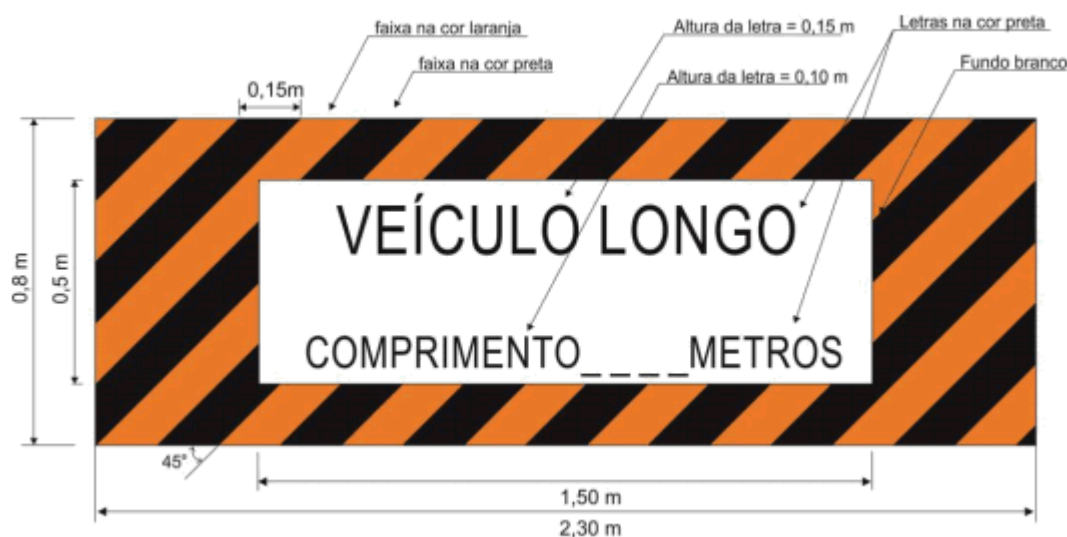 faixa na cor laranja
Altura da letra = 0,15 m
Letras na cor preta
faixa na cor preta
Altura da letra = 0,10 m
Fundo branco
0,15m
0,8 m
0,5 m
VEÍCULO LONGO
COMPRIMENTO_ _ _ _METROS
45°
1,50 m
2,30 m